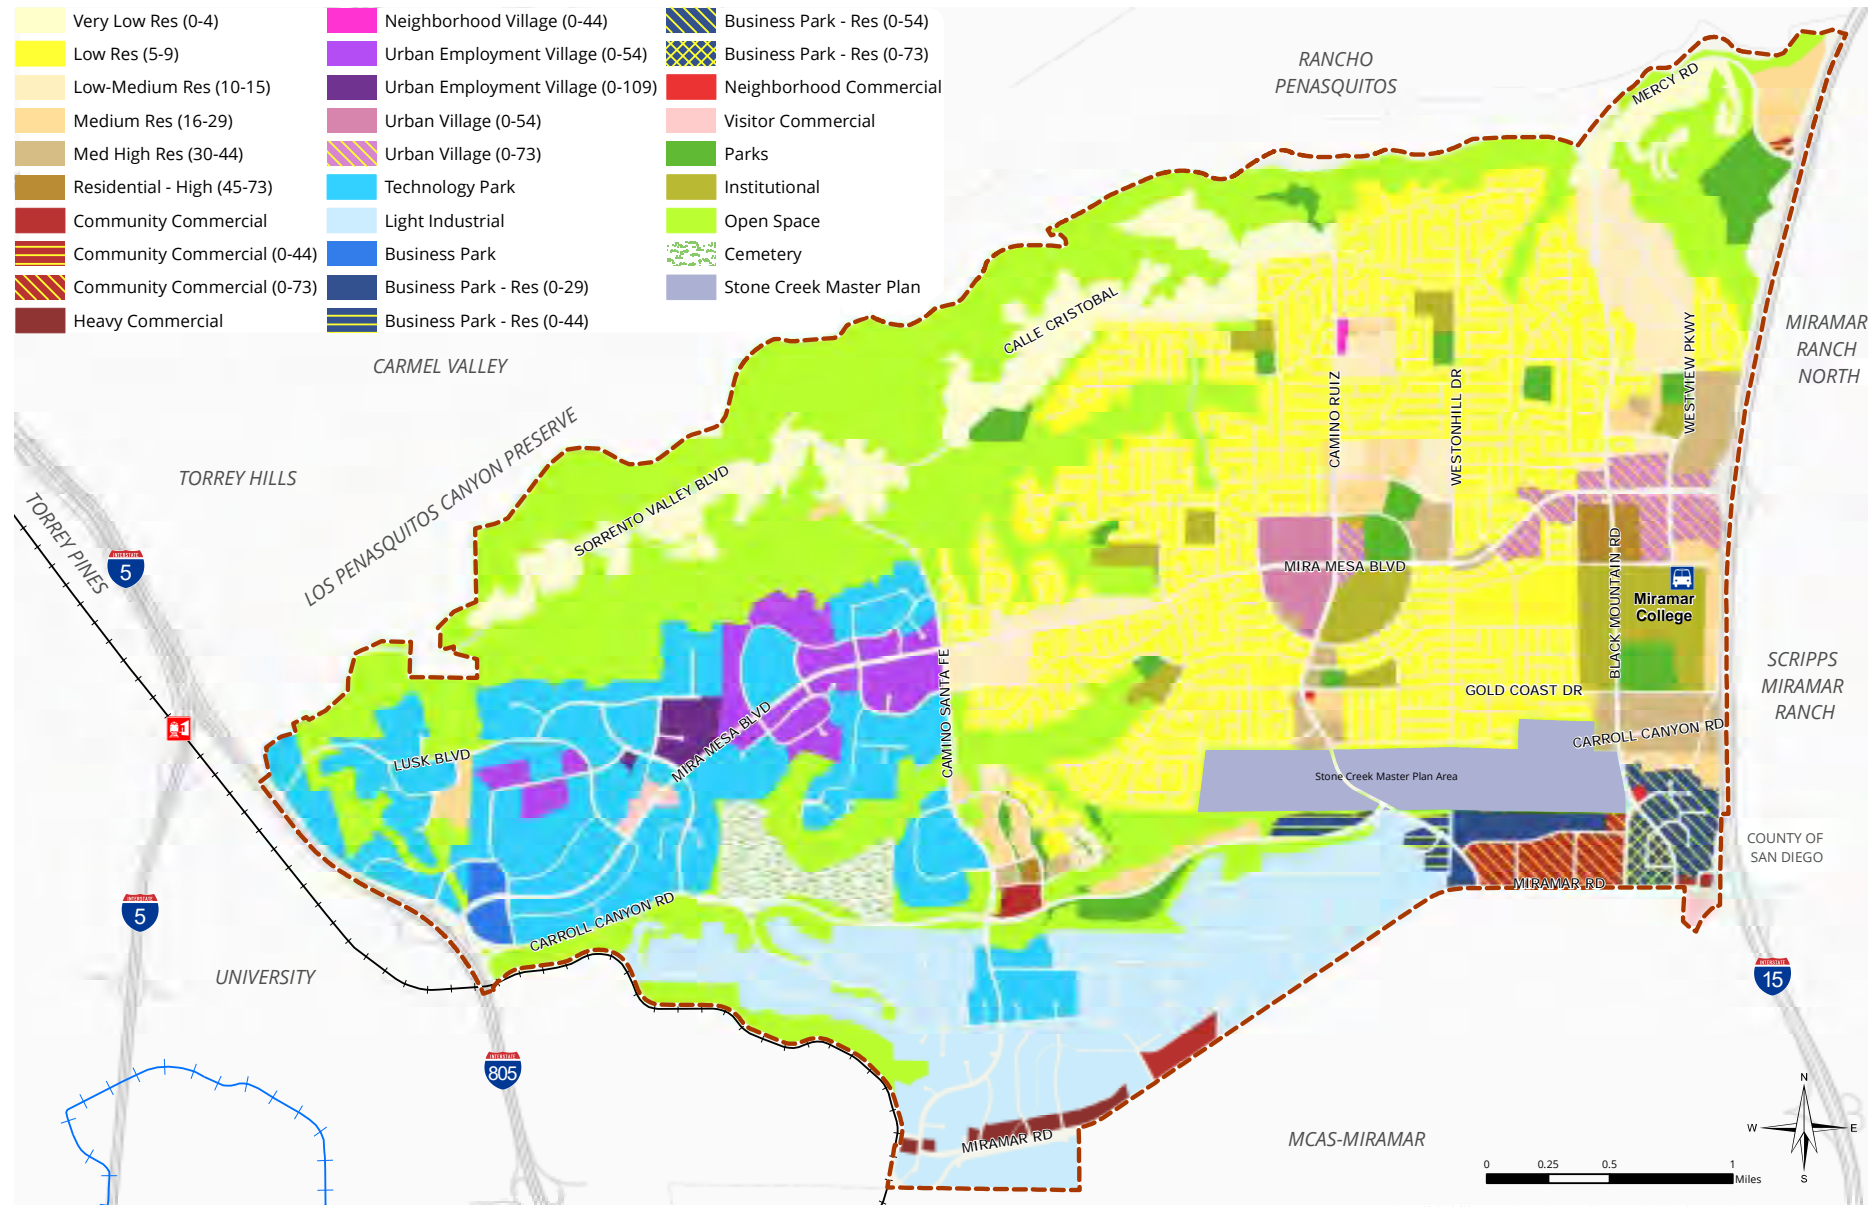 Very Low Res (0-4)
Low Res (5-9)
Low-Medium Res (10-15)
Medium Res (16-29)
Med High Res (30-44)
Residential - High (45-73)
Community Commercial
Community Commercial (0-44)
Community Commercial (0-73)
Heavy Commercial
Neighborhood Village (0-44)
Urban Employment Village (0-54)
Urban Employment Village (0-109)
Urban Village (0-54)
Urban Village (0-73)
Technology Park
Light Industrial
Business Park
Business Park - Res (0-29)
Business Park - Res (0-44)
Business Park - Res (0-54)
Business Park - Res (0-73)
Neighborhood Commercial
Visitor Commercial
Parks
Institutional
Open Space
Cemetery
Stone Creek Master Plan
RANCHO
PENASQUITOS
MERCY RD
CARMEL VALLEY
CALLE CRISTOBAL
WESTVIEW PKWY
MIRAMAR
RANCH
NORTH
TORREY HILLS
LOS PENASQUITOS CANYON PRESERVE
TORREY PINES
SORRENTO VALLEY BLVD
CAMINO RUIZ
WESTONHILL DR
INTERSTATE
5
MIRA MESA BLVD
BLACK MOUNTAIN RD
Miramar
College
CAMINO SANTA FE
GOLD COAST DR
SCRIPPS
MIRAMAR
RANCH
LUSK BLVD
MIRA MESA BLVD
CARROLL CANYON RD
Stone Creek Master Plan Area
COUNTY OF
SAN DIEGO
MIRAMAR RD
INTERSTATE
5
CARROLL CANYON RD
UNIVERSITY
INTERSTATE
15
INTERSTATE
805
MIRAMAR RD
MCAS-MIRAMAR
N
W
E
S
0
0.25
0.5
1
Miles